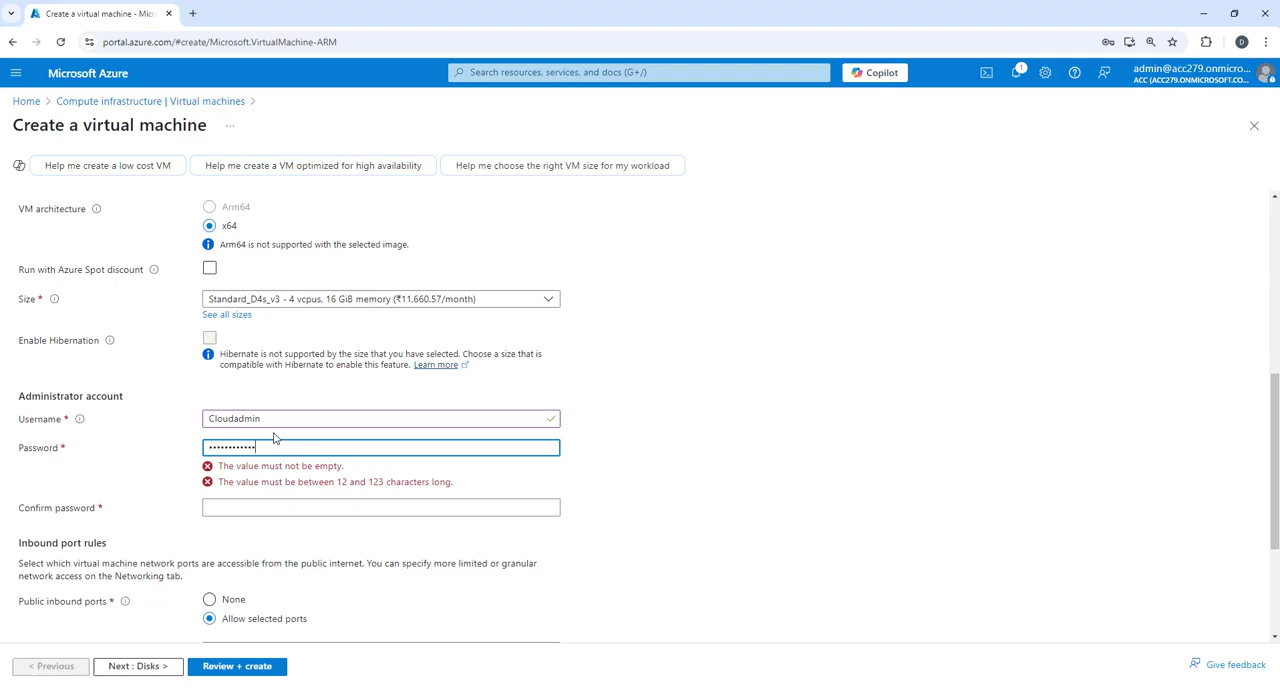 Create a virtual machine - Micr
portal.azure.com/#create/Microsoft.VirtualMachine-ARM
D
Microsoft Azure
Search resources, services, and docs (G+/)
Copilot
1
admin@acc279.onmicro...
ACC (ACC279.ONMICROSOFT.CO...
Home > Compute infrastructure | Virtual machines >
Create a virtual machine ...
Help me create a low cost VM
Help me create a VM optimized for high availability
Help me choose the right VM size for my workload
VM architecture
Arm64
x64
Arm64 is not supported with the selected image.
Run with Azure Spot discount
Size *
Standard_D4s_v3 - 4 vcpus, 16 GiB memory (₹11,660.57/month)
See all sizes
Enable Hibernation
Hibernate is not supported by the size that you have selected. Choose a size that is
compatible with Hibernate to enable this feature. Learn more
Administrator account
Username *
Cloudadmin
Password *
••••••••••••
The value must not be empty.
The value must be between 12 and 123 characters long.
Confirm password *
Inbound port rules
Select which virtual machine network ports are accessible from the public internet. You can specify more limited or granular
network access on the Networking tab.
Public inbound ports *
None
Allow selected ports
< Previous
Next : Disks >
Review + create
Give feedback